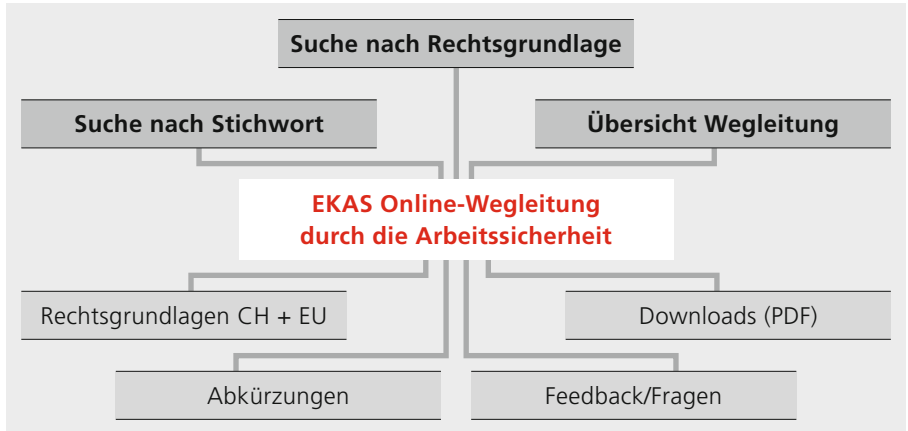 Suche nach Rechtsgrundlage
Suche nach Stichwort
Übersicht Wegleitung
EKAS Online-Wegleitung
durch die Arbeitssicherheit
Rechtsgrundlagen CH + EU
Downloads (PDF)
Abkürzungen
Feedback/Fragen